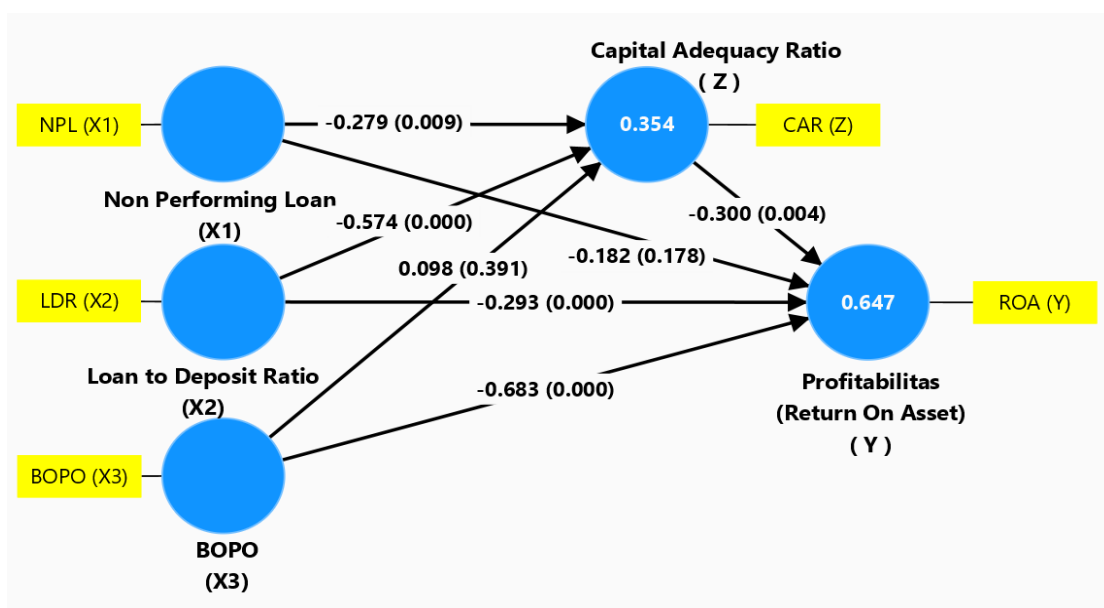 Capital Adequacy Ratio
( Z )
NPL (X1)
-0.279 (0.009)
0.354
CAR (Z)
Non Performing Loan
(X1)
-0.574 (0.000)
-0.300 (0.004)
-0.182 (0.178)
0.098 (0.391)
LDR (X2)
-0.293 (0.000)
0.647
ROA (Y)
Loan to Deposit Ratio
(X2)
-0.683 (0.000)
Profitabilitas
(Return On Asset)
( Y )
BOPO (X3)
BOPO
(X3)